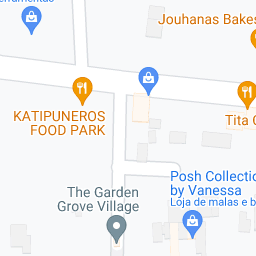 Jouhanas Bakes
KATIPUNEROS
FOOD PARK
Tita
Posh Collection
by Vanessa
Loja de malas e b
The Garden
Grove Village